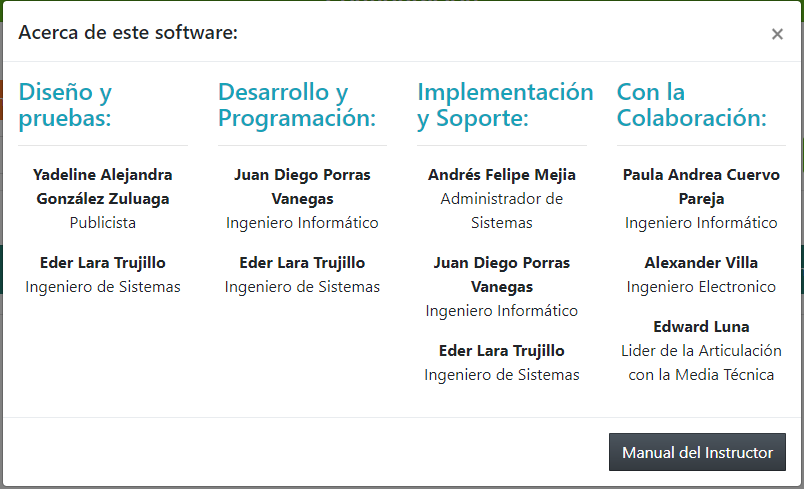 Acerca de este software:
×
Diseño y
pruebas:
Yadeline Alejandra
González Zuluaga
Publicista
Eder Lara Trujillo
Ingeniero de Sistemas
Desarrollo y
Programación:
Juan Diego Porras
Vanegas
Ingeniero Informático
Eder Lara Trujillo
Ingeniero de Sistemas
Implementación
y Soporte:
Andrés Felipe Mejia
Administrador de
Sistemas
Juan Diego Porras
Vanegas
Ingeniero Informático
Eder Lara Trujillo
Ingeniero de Sistemas
Con la
Colaboración:
Paula Andrea Cuervo
Pareja
Ingeniero Informático
Alexander Villa
Ingeniero Electronico
Edward Luna
Lider de la Articulación
con la Media Técnica
Manual del Instructor